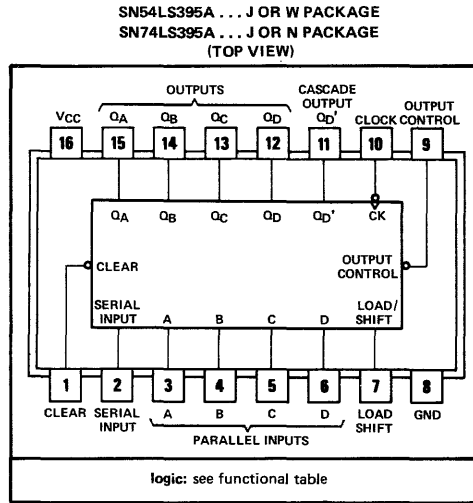 SN54LS395A ... J OR W PACKAGE
SN74LS395A ... J OR N PACKAGE
(TOP VIEW)
OUTPUTS
CASCADE
OUTPUT
OUTPUT
CONTROL
VCC QA QB QC QD QD' CLOCK
16 15 14 13 12 11 10 9
QA QB QC QD QD' CK
CLEAR
OUTPUT
CONTROL
SERIAL
INPUT
A B C D
LOAD/
SHIFT
1 2 3 4 5 6 7 8
CLEAR
SERIAL
INPUT
A B C D
LOAD
SHIFT
GND
PARALLEL INPUTS
logic: see functional table